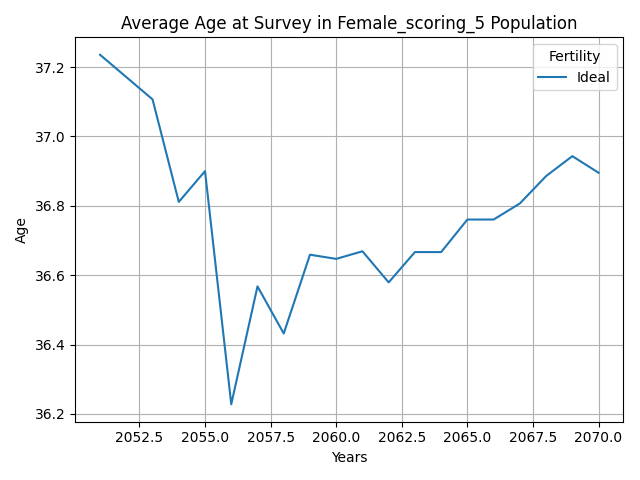 Average Age at Survey in Female_scoring_5 Population
Fertility
Ideal
37.2
37.0
36.8
36.6
36.4
36.2
Age
2052.5 2055.0 2057.5 2060.0 2062.5 2065.0 2067.5 2070.0
Years